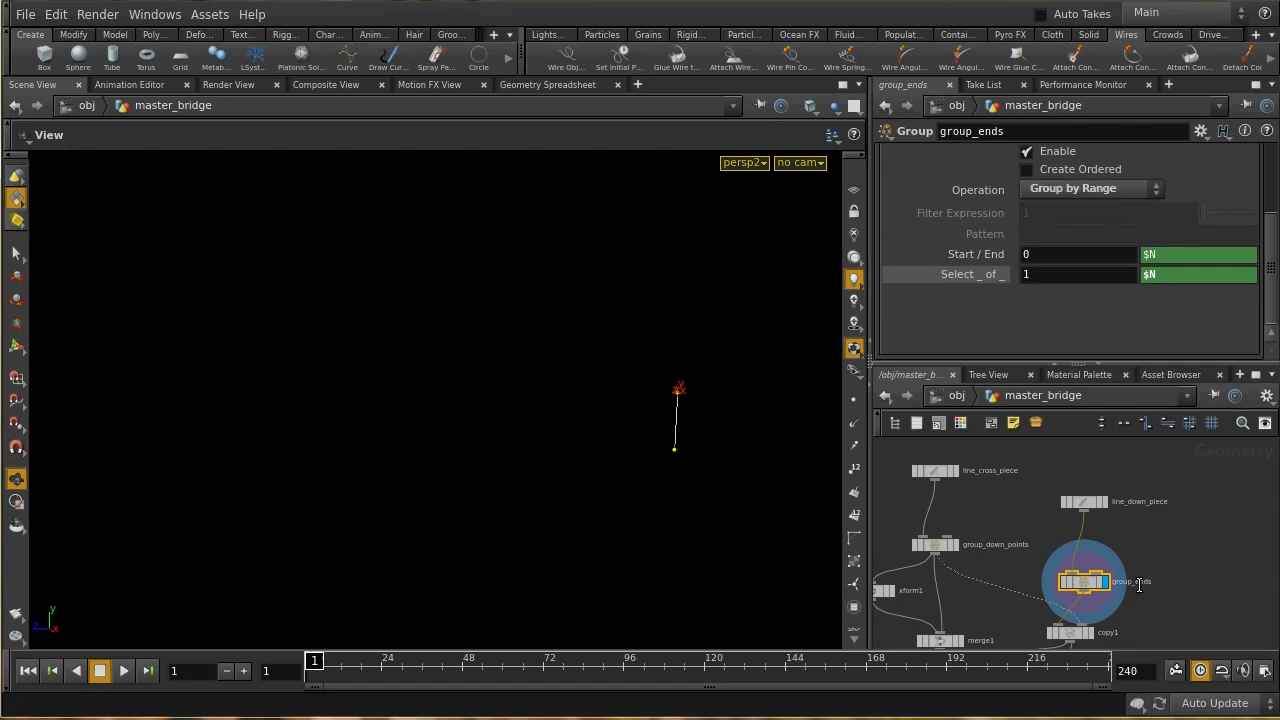 File Edit Render Windows Assets Help Auto Takes Main
Create Modify Model Poly... Defo... Text... Rigg... Char... Anim... Hair Groo... Lights... Particles Grains Rigid... Particl... Ocean FX Fluid... Populat... Contai... Pyro FX Cloth Solid Wires Crowds Drive...
Box Sphere Tube Torus Grid Metab... LSyst... Platonic Sol... Curve Draw Cur... Spray Pa... Circle Wire Obj... Set Initial P... Glue Wire t... Attach Wire... Wire Pin Co... Wire Spring... Wire Angul... Wire Angul... Wire Glue C... Attach Con... Attach Con... Attach Con... Detach Co
Scene View Animation Editor Render View Composite View Motion FX View Geometry Spreadsheet
obj master_bridge
View
persp2 no cam
group_ends Take List Performance Monitor
obj master_bridge
Group group_ends
Enable
Create Ordered
Operation Group by Range
Filter Expression 1
Pattern
Start / End 0 $N
Select _ of _ 1 $N
/obj/master_b... Tree View Material Palette Asset Browser
obj master_bridge
Geometry
line_cross_piece
line_down_piece
group_down_points
group_ends
xform1
copy1
merge1
12
12
abc
y
z x
1 1 1 24 48 72 96 120 144 168 192 216 240
Auto Update